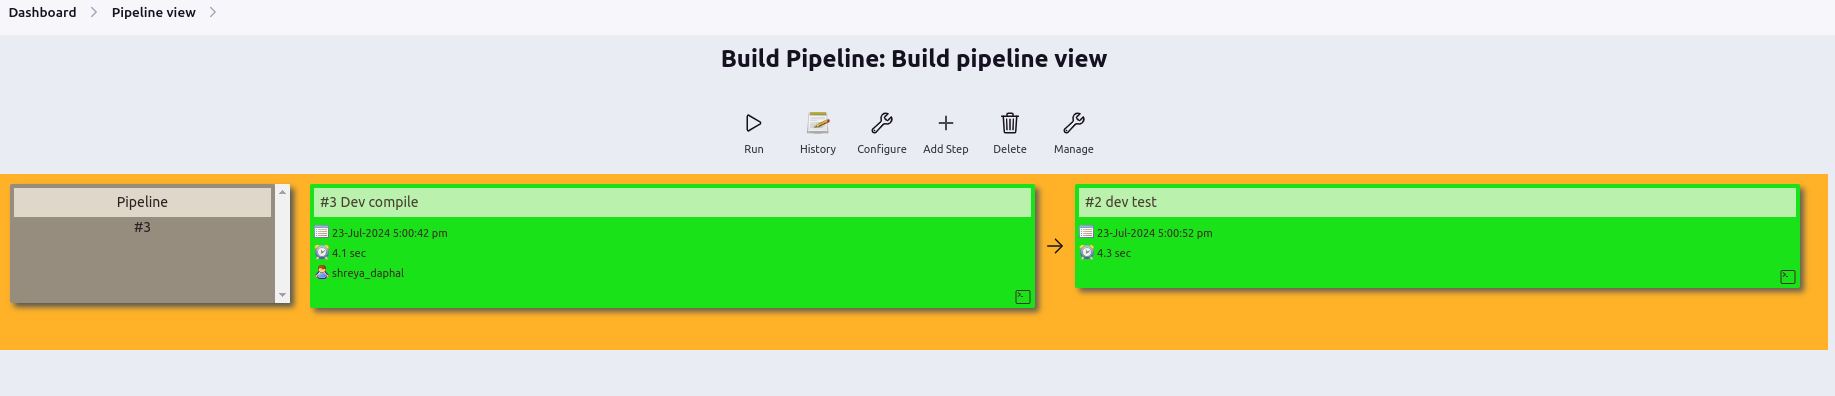 Dashboard > Pipeline view >
Build Pipeline: Build pipeline view
Run History Configure Add Step Delete Manage
Pipeline
#3
#3 Dev compile
23-Jul-2024 5:00:42 pm
4.1 sec
shreya_daphal
#2 dev test
23-Jul-2024 5:00:52 pm
4.3 sec